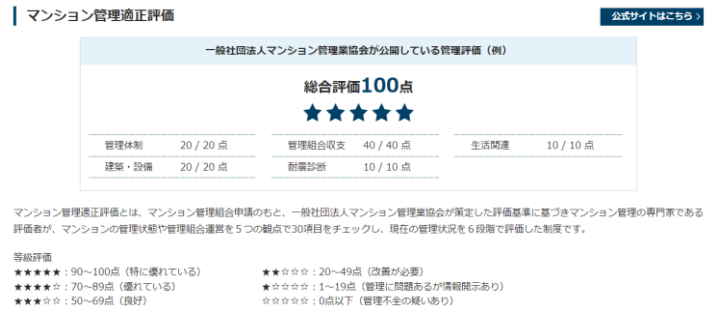 マンション管理適正評価
公式サイトはこちら
一般社団法人マンション管理業協会が公開している管理評価（例）
総合評価100点
★★★★★
管理体制 20 / 20 点 管理組合収支 40 / 40 点 生活関連 10 / 10 点
建築・設備 20 / 20 点 耐震診断 10 / 10 点
マンション管理適正評価とは、マンション管理組合申請のもと、一般社団法人マンション管理業協会が策定した評価基準に基づきマンション管理の専門家である
評価者が、マンションの管理状態や管理組合運営を５つの観点で30項目をチェックし、現在の管理状況を６段階で評価した制度です。
等級評価
★★★★★：90～100点（特に優れている） ★★☆☆☆：20～49点（改善が必要）
★★★★☆：70～89点（優れている） ★☆☆☆☆：1～19点（管理に問題あるが情報開示あり）
★★★☆☆：50～69点（良好） ☆☆☆☆☆：0点以下（管理不全の疑いあり）